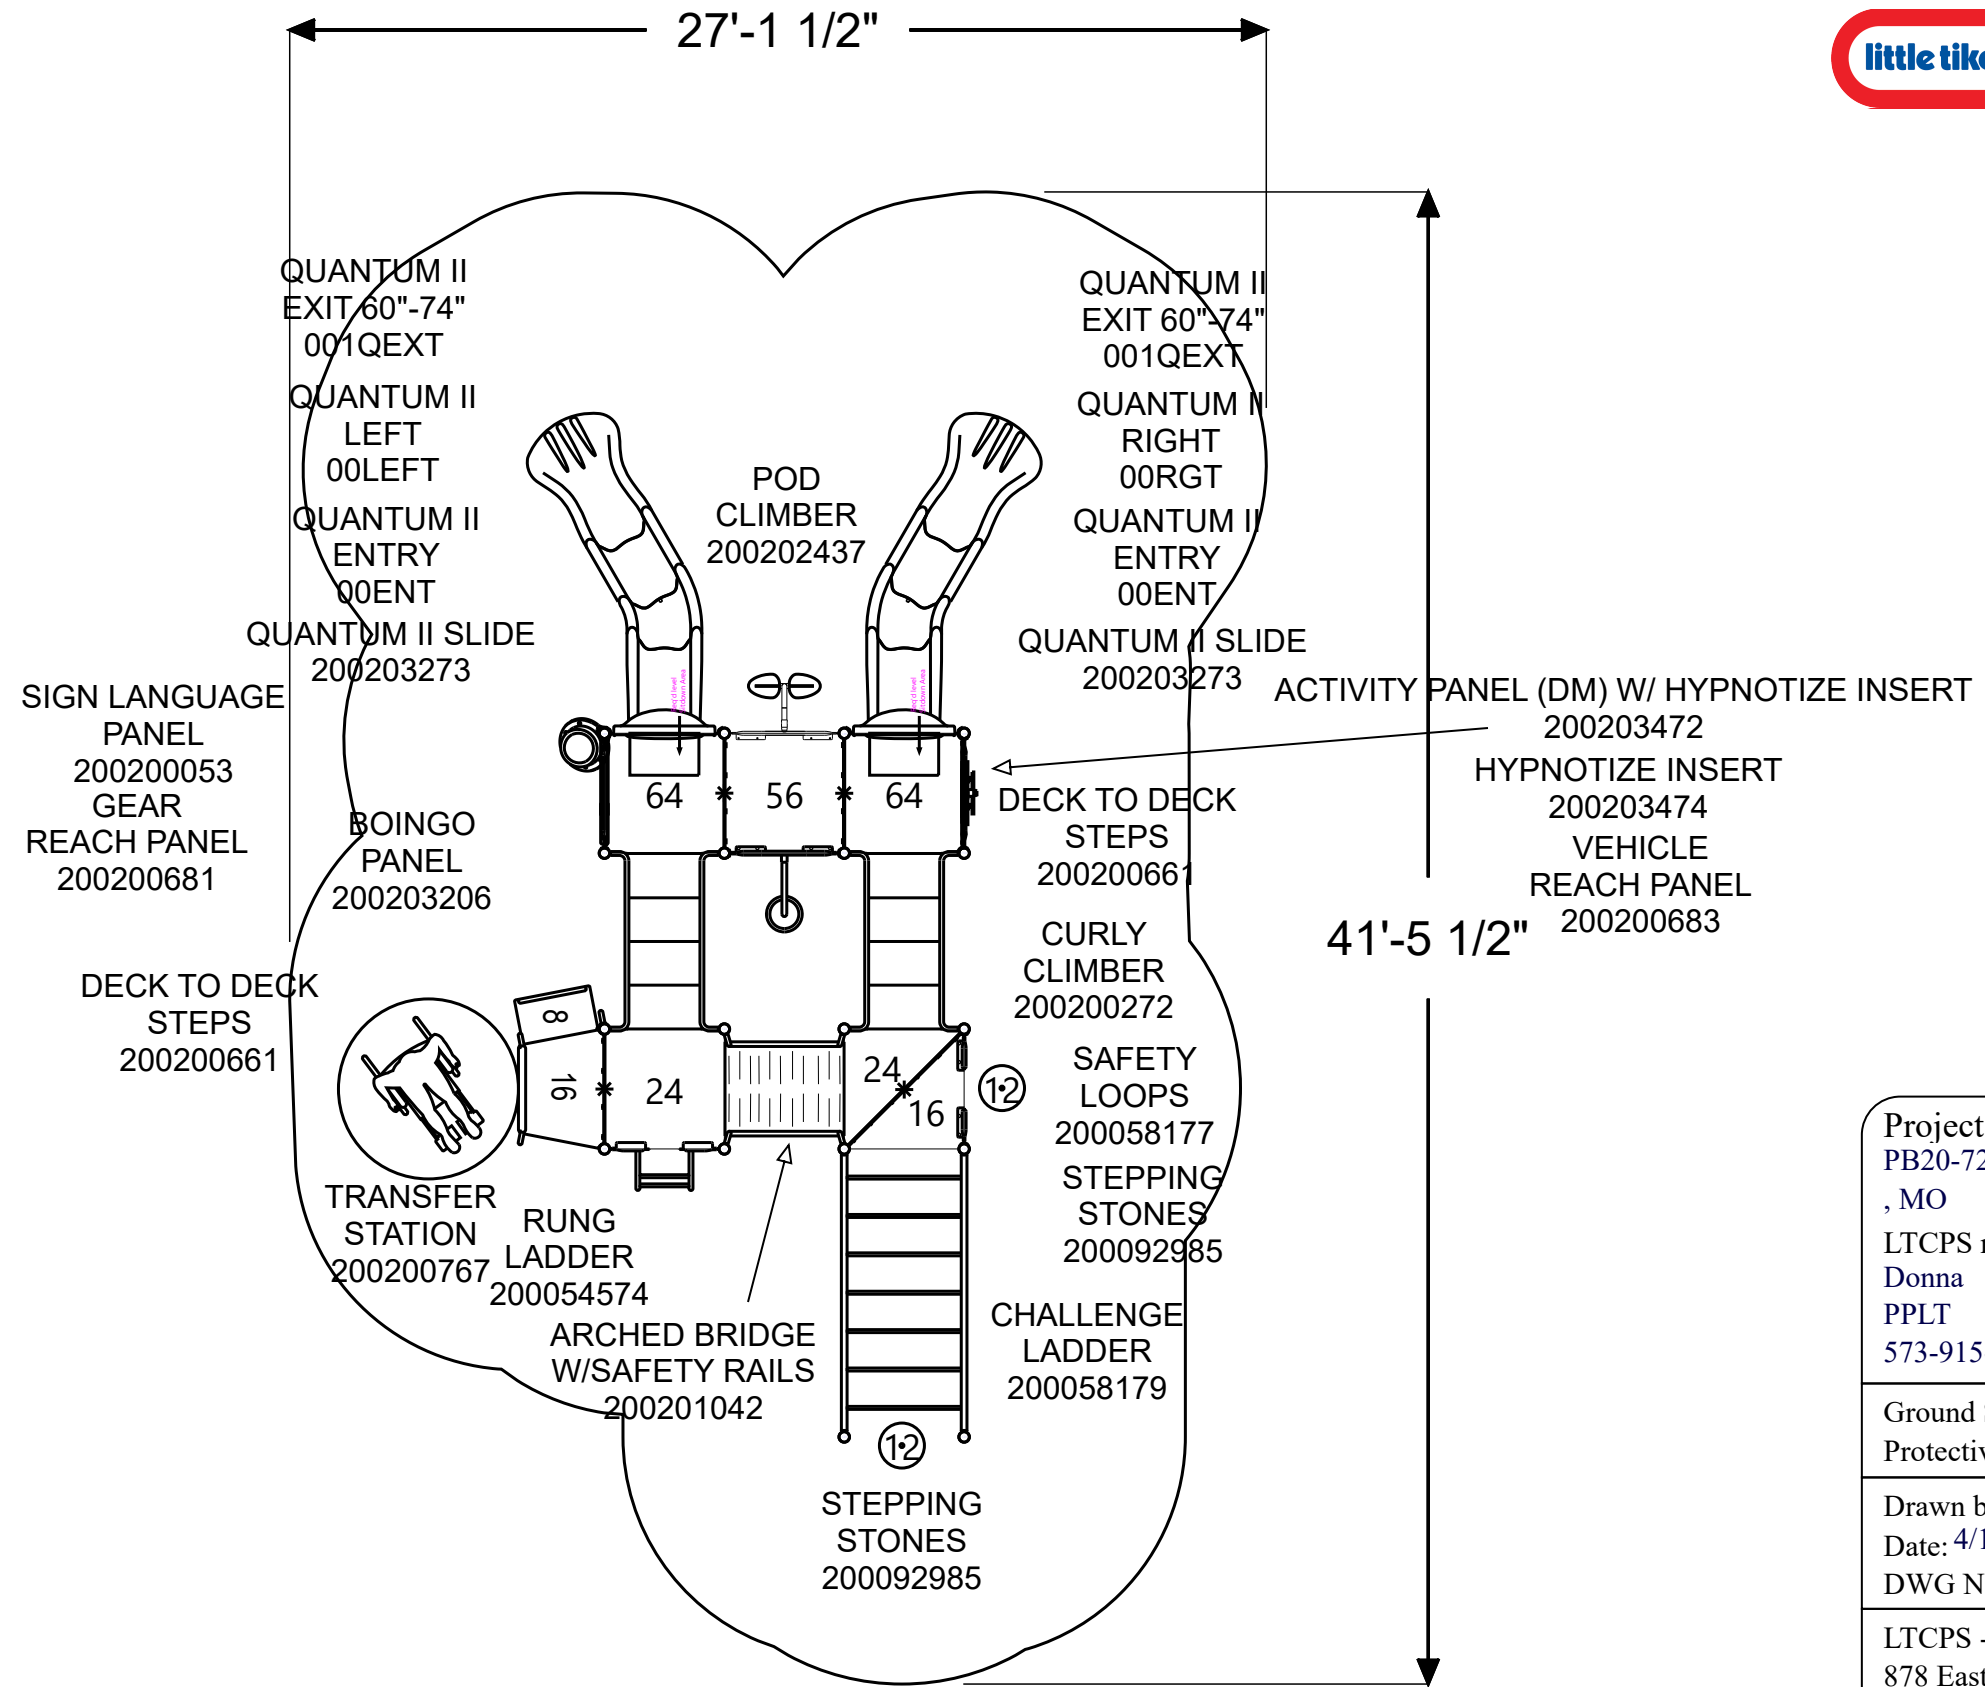 27'-1 1/2"
little
QUANTUM II
EXIT 60"-74"
001QEXT
QUANTUM II
LEFT
00LEFT
QUANTUM II
ENTRY
00ENT
QUANTUM II SLIDE
200203273
POD
CLIMBER
200202437
QUANTUM II
EXIT 60"-74"
001QEXT
QUANTUM II
RIGHT
00RGT
QUANTUM II
ENTRY
00ENT
QUANTUM II SLIDE
200203273
SIGN LANGUAGE
PANEL
200200053
GEAR
REACH PANEL
200200681
ACTIVITY PANEL (DM) W/ HYPNOTIZE INSERT
200203472
HYPNOTIZE INSERT
200203474
VEHICLE
REACH PANEL
200200683
64
56
64
BOINGO
PANEL
200203206
DECK TO DECK
STEPS
200200661
41'-5 1/2"
CURLY
CLIMBER
200200272
DECK TO DECK
STEPS
200200661
8
16
24
24
16
12
SAFETY
LOOPS
200058177
STEPPING
STONES
200092985
TRANSFER
STATION
200200767
RUNG
LADDER
200054574
ARCHED BRIDGE
W/SAFETY RAILS
200201042
CHALLENGE
LADDER
200058179
12
STEPPING
STONES
200092985
Project
PB20-72
, MO
LTCPS
Donna
PPLT
573-915
Ground
Drawn
Date: 4/1
DWG
LTCPS -
878 East